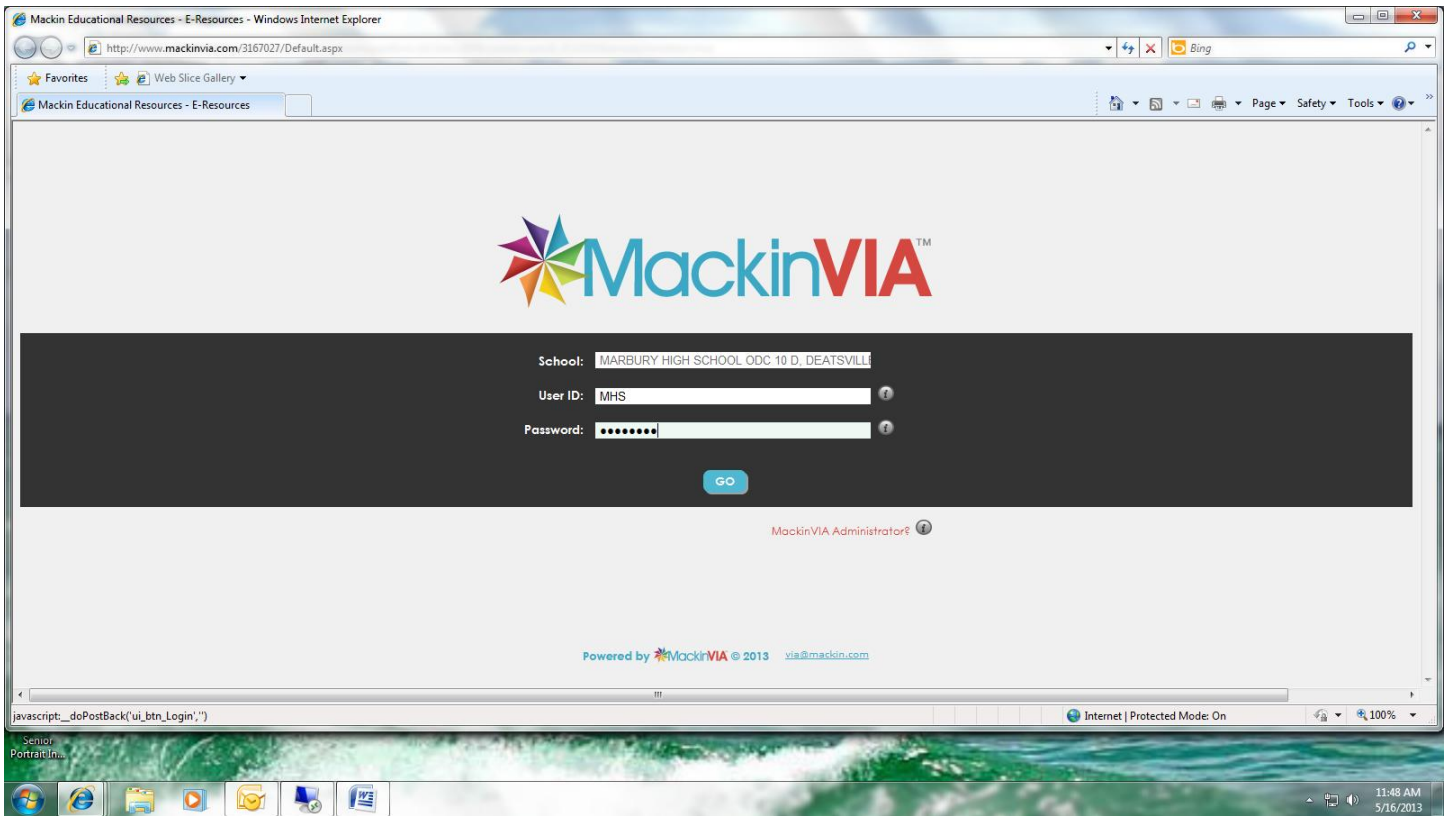 Mackin Educational Resources - E-Resources - Windows Internet Explorer
http://www.mackinvia.com/3167027/Default.aspx
Bing
Favorites
Web Slice Gallery
Mackin Educational Resources - E-Resources
Page
Safety
Tools
MackinVIA™
School: MARBURY HIGH SCHOOL ODC 10 D, DEATSVILLE
User ID: MHS
Password: ••••••••
GO
MackinVIA Administrator?
Powered by MackinVIA © 2013 via@mackin.com
javascript:__doPostBack('ui_btn_Login','')
Internet | Protected Mode: On
100%
Senior
Portrait In...
11:48 AM
5/16/2013